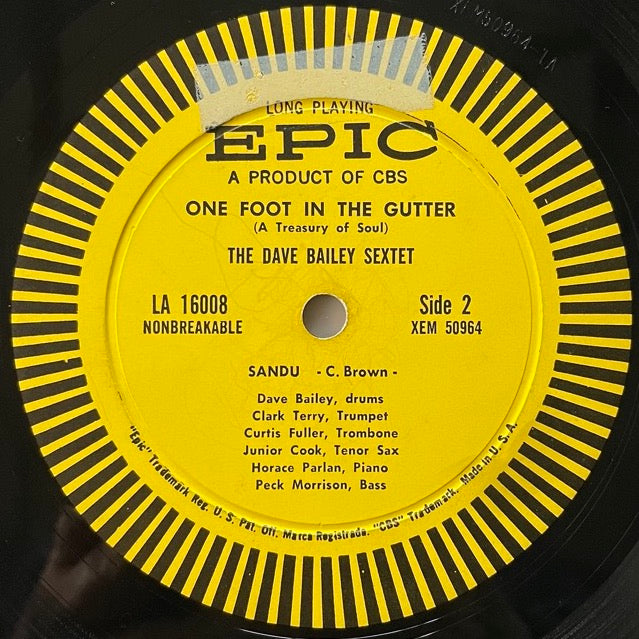 XEM50964-1A
LONG PLAYING
EPIC
A PRODUCT OF CBS
ONE FOOT IN THE GUTTER
(A Treasury of Soul)
THE DAVE BAILEY SEXTET
LA 16008
NONBREAKABLE
Side 2
XEM 50964
SANDU - C. Brown -
Dave Bailey, drums
Clark Terry, Trumpet
Curtis Fuller, Trombone
Junior Cook, Tenor Sax
Horace Parlan, Piano
Peck Morrison, Bass
"Epic" Trademark Reg. U. S. Pat. Off. Marca Registrada. "CBS" Trademark. Made in U. S. A.